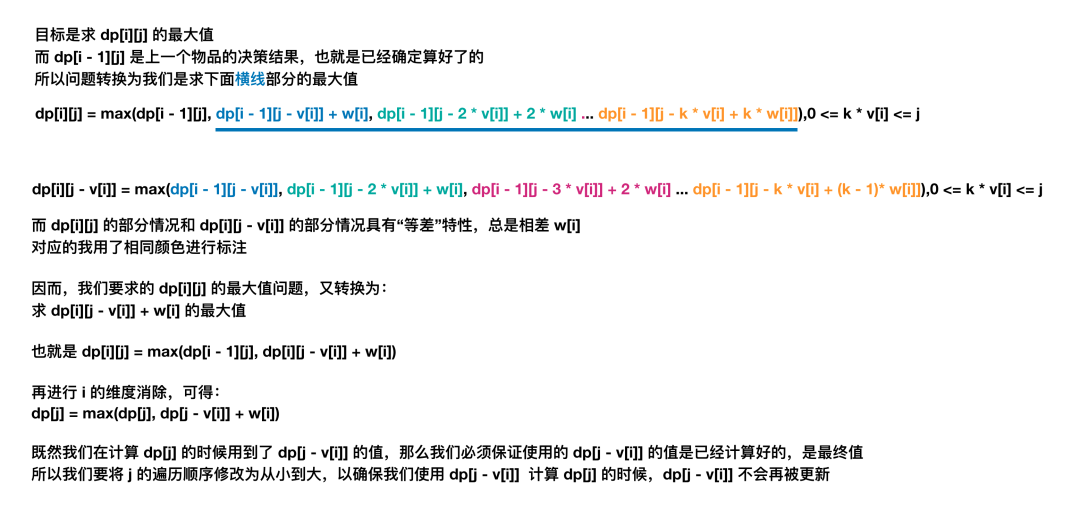 目标是求 dp[i][j] 的最大值
而 dp[i - 1][j] 是上一个物品的决策结果，也就是已经确定算好了的
所以问题转换为我们是求下面横线部分的最大值
dp[i][j] = max(dp[i - 1][j], dp[i - 1][j - v[i]] + w[i], dp[i - 1][j - 2 * v[i]] + 2 * w[i] ... dp[i - 1][j - k * v[i] + k * w[i]]),0 <= k * v[i] <= j
dp[i][j - v[i]] = max(dp[i - 1][j - v[i]], dp[i - 1][j - 2 * v[i]] + w[i], dp[i - 1][j - 3 * v[i]] + 2 * w[i] ... dp[i - 1][j - k * v[i] + (k - 1)* w[i]]),0 <= k * v[i] <= j
而 dp[i][j] 的部分情况和 dp[i][j - v[i]] 的部分情况具有“等差”特性，总是相差 w[i]
对应的我用了相同颜色进行标注
因而，我们要求的 dp[i][j] 的最大值问题，又转换为：
求 dp[i][j - v[i]] + w[i] 的最大值
也就是 dp[i][j] = max(dp[i - 1][j], dp[i][j - v[i]] + w[i])
再进行 i 的维度消除，可得：
dp[j] = max(dp[j], dp[j - v[i]] + w[i])
既然我们在计算 dp[j] 的时候用到了 dp[j - v[i]] 的值，那么我们必须保证使用的 dp[j - v[i]] 的值是已经计算好的，是最终值
所以我们要将 j 的遍历顺序修改为从小到大，以确保我们使用 dp[j - v[i]] 计算 dp[j] 的时候，dp[j - v[i]] 不会再被更新